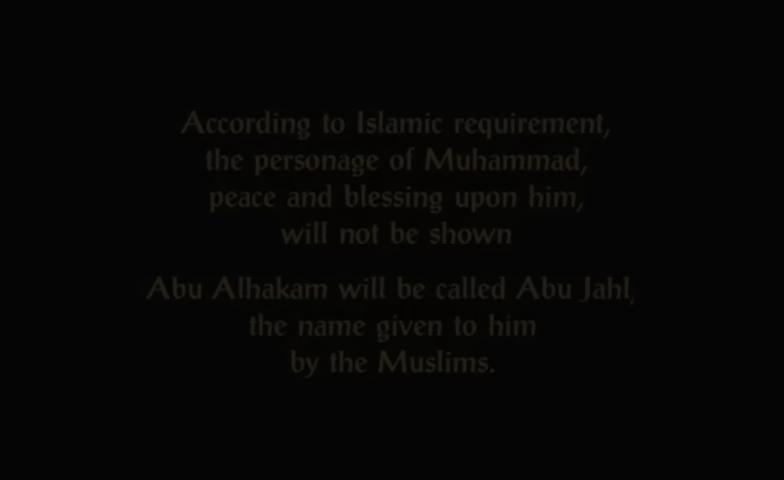 According to Islamic requirement,
the personage of Muhammad,
peace and blessing upon him,
will not be shown
Abu Alhakam will be called Abu Jahl,
the name given to him
by the Muslims.